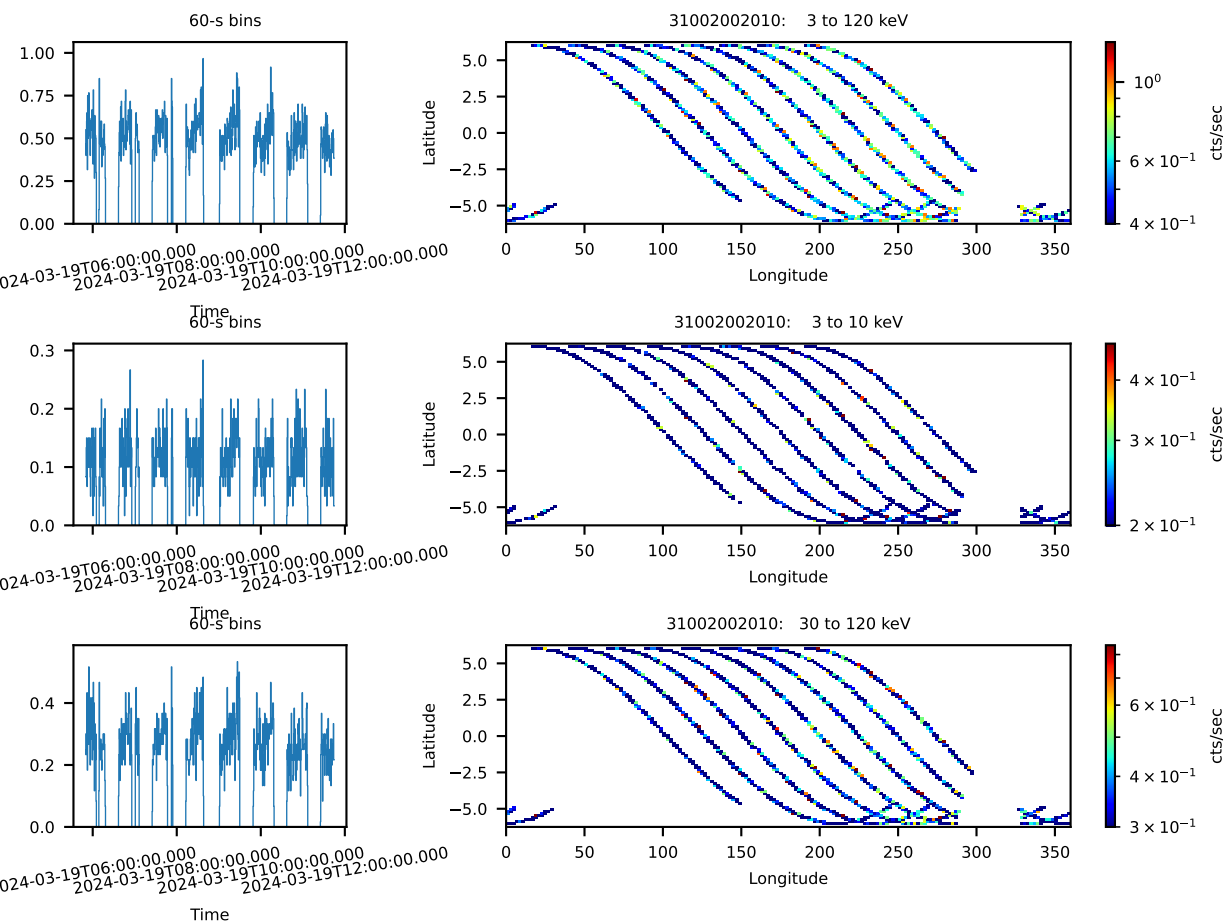 60-s bins
31002002010: 3 to 120 keV
1.00
0.75
0.50
0.25
0.00
024-03-19T06:00:00.000
2024-03-19T08:00:00.000
2024-03-19T10:00:00.000
2024-03-19T12:00:00.000
Time
Latitude
5.0
2.5
0.0
−2.5
−5.0
0 50 100 150 200 250 300 350
Longitude
10⁰
6 × 10⁻¹
4 × 10⁻¹
cts/sec
60-s bins
31002002010: 3 to 10 keV
0.3
0.2
0.1
0.0
024-03-19T06:00:00.000
2024-03-19T08:00:00.000
2024-03-19T10:00:00.000
2024-03-19T12:00:00.000
Time
Latitude
5.0
2.5
0.0
−2.5
−5.0
0 50 100 150 200 250 300 350
Longitude
4 × 10⁻¹
3 × 10⁻¹
2 × 10⁻¹
cts/sec
60-s bins
31002002010: 30 to 120 keV
0.4
0.2
0.0
024-03-19T06:00:00.000
2024-03-19T08:00:00.000
2024-03-19T10:00:00.000
2024-03-19T12:00:00.000
Time
Latitude
5.0
2.5
0.0
−2.5
−5.0
0 50 100 150 200 250 300 350
Longitude
6 × 10⁻¹
4 × 10⁻¹
3 × 10⁻¹
cts/sec